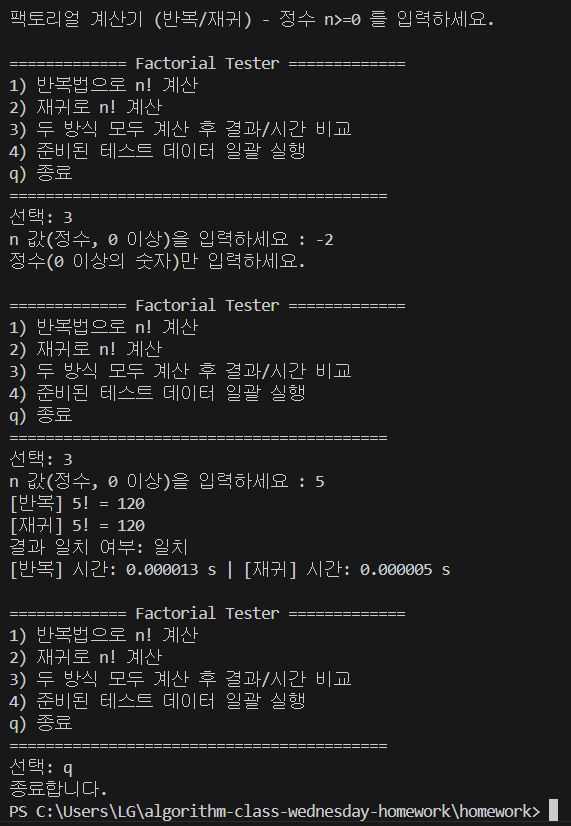 팩토리얼 계산기 (반복/재귀) - 정수 n>=0 를 입력하세요.
============= Factorial Tester =============
1) 반복법으로 n! 계산
2) 재귀로 n! 계산
3) 두 방식 모두 계산 후 결과/시간 비교
4) 준비된 테스트 데이터 일괄 실행
q) 종료
==========================================
선택: 3
n 값(정수, 0 이상)을 입력하세요 : -2
정수(0 이상의 숫자)만 입력하세요.
============= Factorial Tester =============
1) 반복법으로 n! 계산
2) 재귀로 n! 계산
3) 두 방식 모두 계산 후 결과/시간 비교
4) 준비된 테스트 데이터 일괄 실행
q) 종료
==========================================
선택: 3
n 값(정수, 0 이상)을 입력하세요 : 5
[반복] 5! = 120
[재귀] 5! = 120
결과 일치 여부: 일치
[반복] 시간: 0.000013 s | [재귀] 시간: 0.000005 s
============= Factorial Tester =============
1) 반복법으로 n! 계산
2) 재귀로 n! 계산
3) 두 방식 모두 계산 후 결과/시간 비교
4) 준비된 테스트 데이터 일괄 실행
q) 종료
==========================================
선택: q
종료합니다.
PS C:\Users\LG\algorithm-class-wednesday-homework\homework>